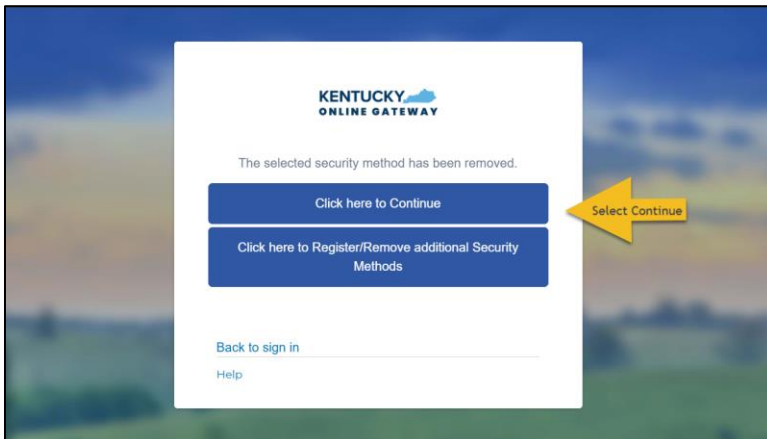 KENTUCKY
ONLINE GATEWAY
The selected security method has been removed.
Click here to Continue
Select Continue
Click here to Register/Remove additional Security
Methods
Back to sign in
Help